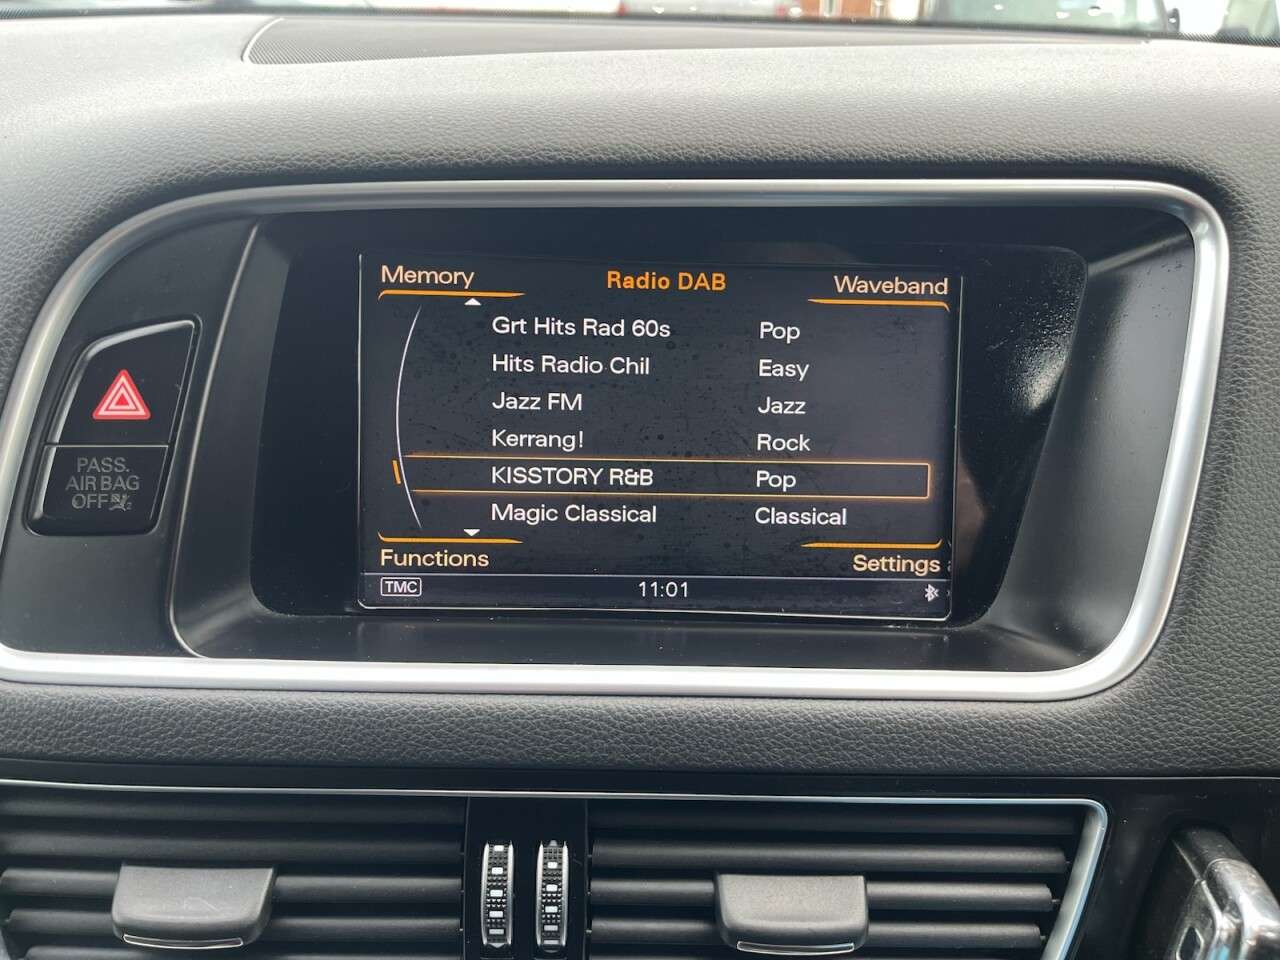 Memory Radio DAB Waveband
Grt Hits Rad 60s Pop
Hits Radio Chil Easy
Jazz FM Jazz
Kerrang! Rock
KISSTORY R&B Pop
Magic Classical Classical
Functions Settings
TMC 11:01
PASS.
AIR BAG
OFF